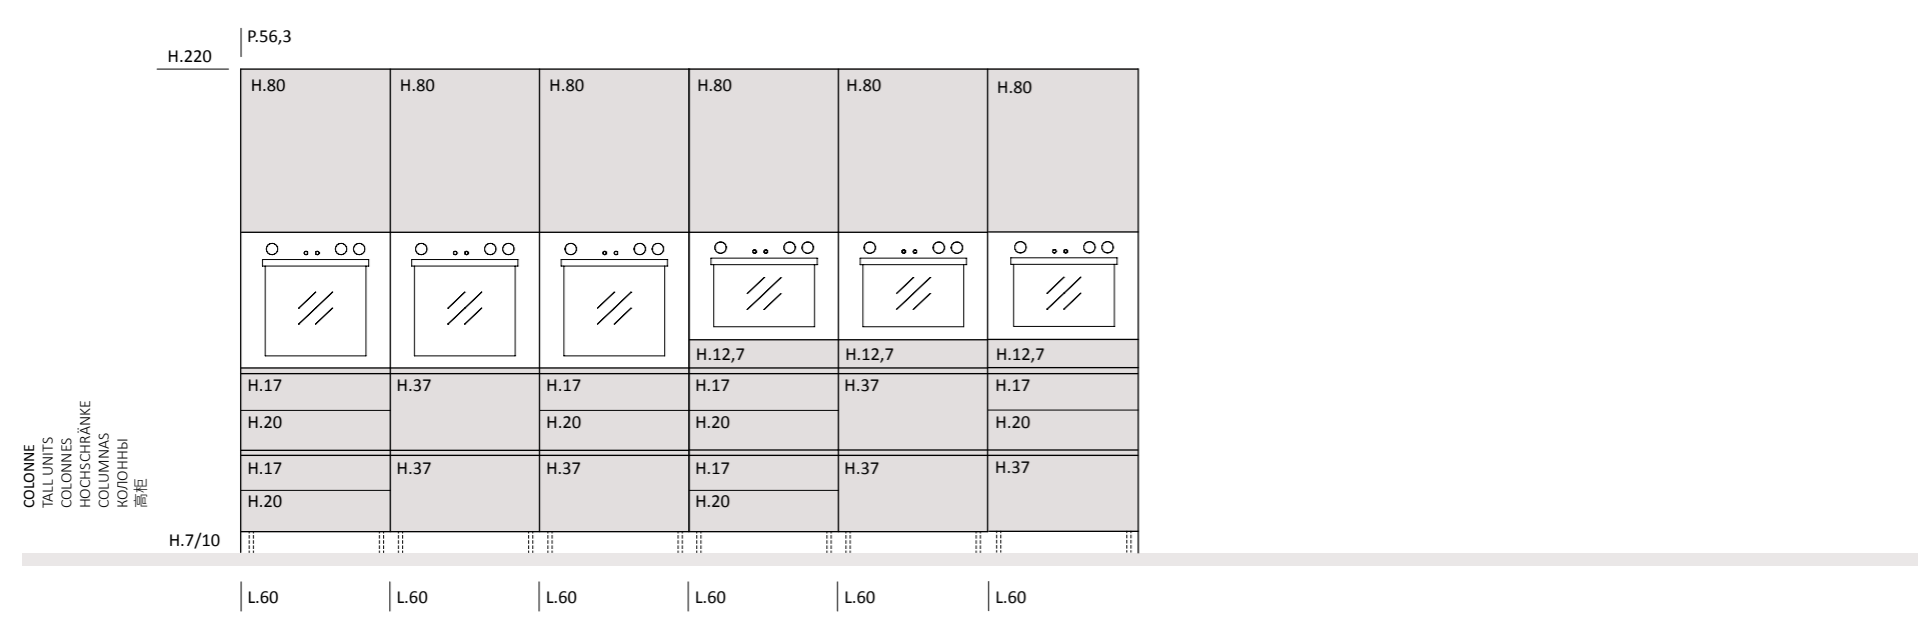 P.56,3
H.220
H.80 H.80 H.80 H.80 H.80 H.80
H.12,7 H.12,7 H.12,7
H.17 H.37 H.17 H.17 H.37 H.17
H.20 H.20 H.20 H.20
H.17 H.37 H.37 H.17 H.37 H.37
H.20 H.20
COLONNE
TALL UNITS
COLONNES
HOCHSCHRÄNKE
COLUMNAS
КОЛОННЫ
高柜
H.7/10
L.60 L.60 L.60 L.60 L.60 L.60